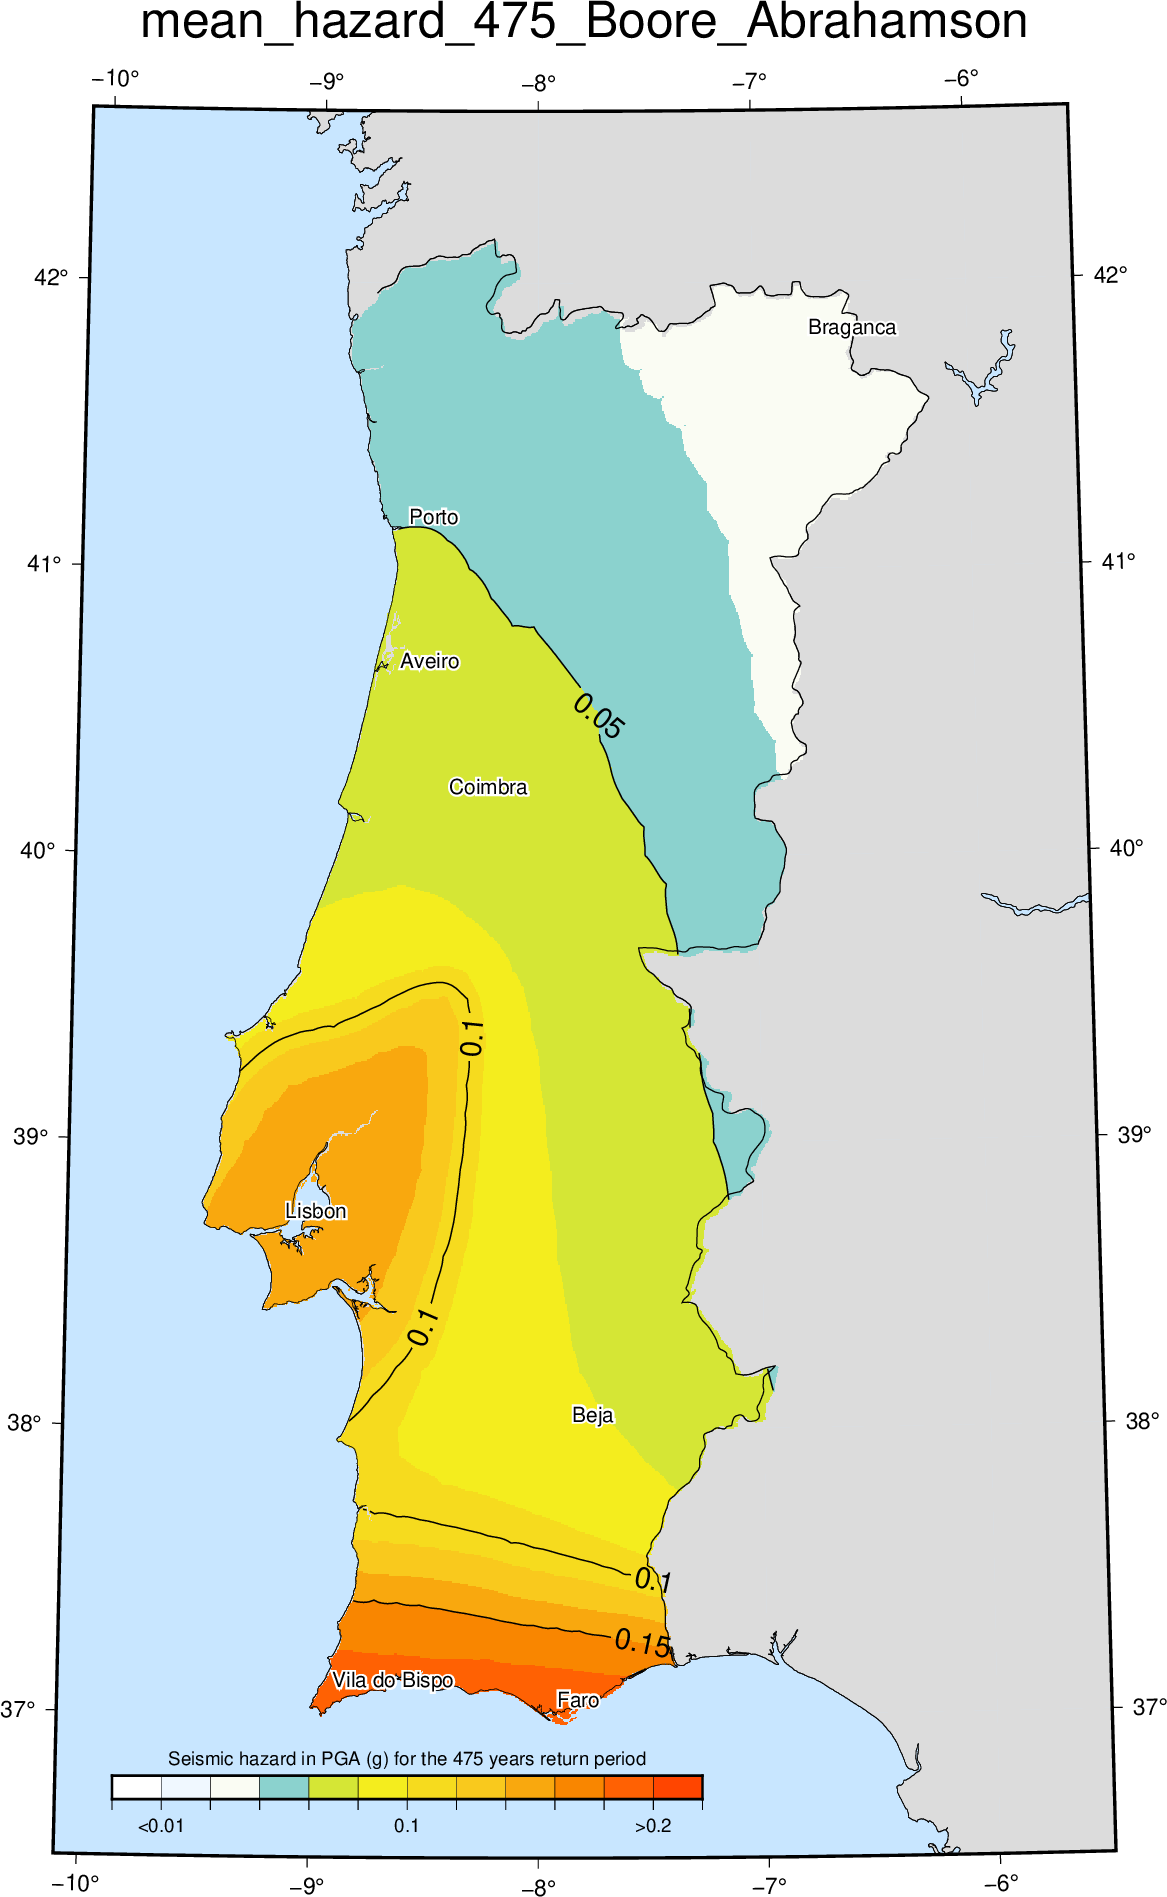 mean_hazard_475_Boore_Abrahamson
−10° −9° −8° −7° −6°
42° 42°
Braganca
Porto
41° 41°
Aveiro
0.05
Coimbra
40° 40°
0.1
39° 39°
Lisbon
0.1
Beja
38° 38°
0.1
0.15
Vila do Bispo
Faro
37° 37°
Seismic hazard in PGA (g) for the 475 years return period
<0.01 0.1 >0.2
−10° −9° −8° −7° −6°